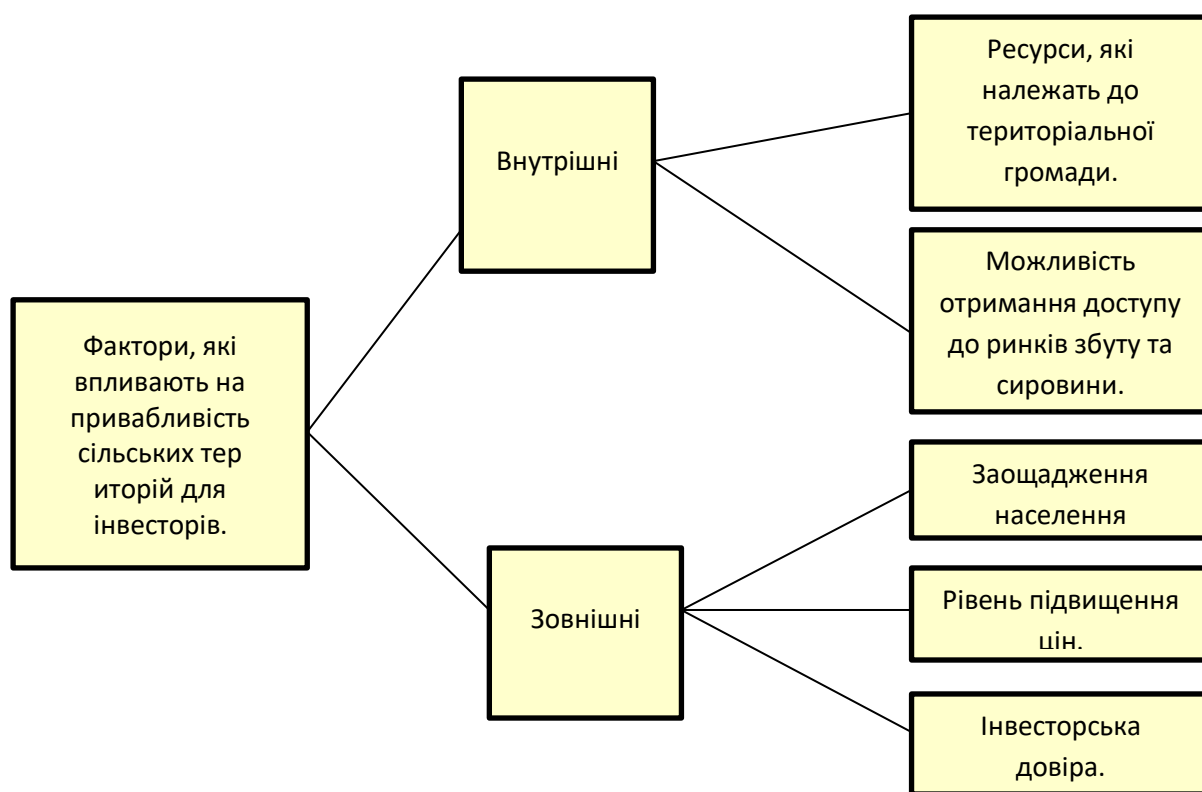 Фактори, які
впливають на
привабливість
сільських тер
иторій для
інвесторів.
Внутрішні
Ресурси, які
належать до
територіальної
громади.
Можливість
отримання доступу
до ринків збуту та
сировини.
Зовнішні
Заощадження
населення
Рівень підвищення
цін.
Інвесторська
довіра.